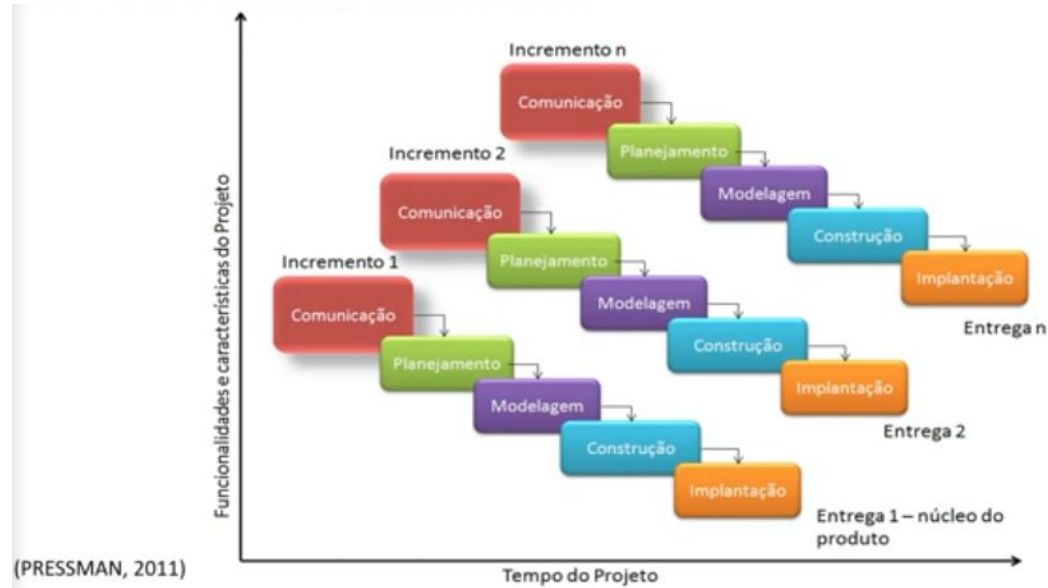 Incremento n
Comunicação
Planejamento
Modelagem
Construção
Implantação
Entrega n
Incremento 2
Comunicação
Planejamento
Modelagem
Construção
Implantação
Entrega 2
Incremento 1
Comunicação
Planejamento
Modelagem
Construção
Implantação
Entrega 1 – núcleo do
produto
Funcionalidades e características do Projeto
Tempo do Projeto
(PRESSMAN, 2011)